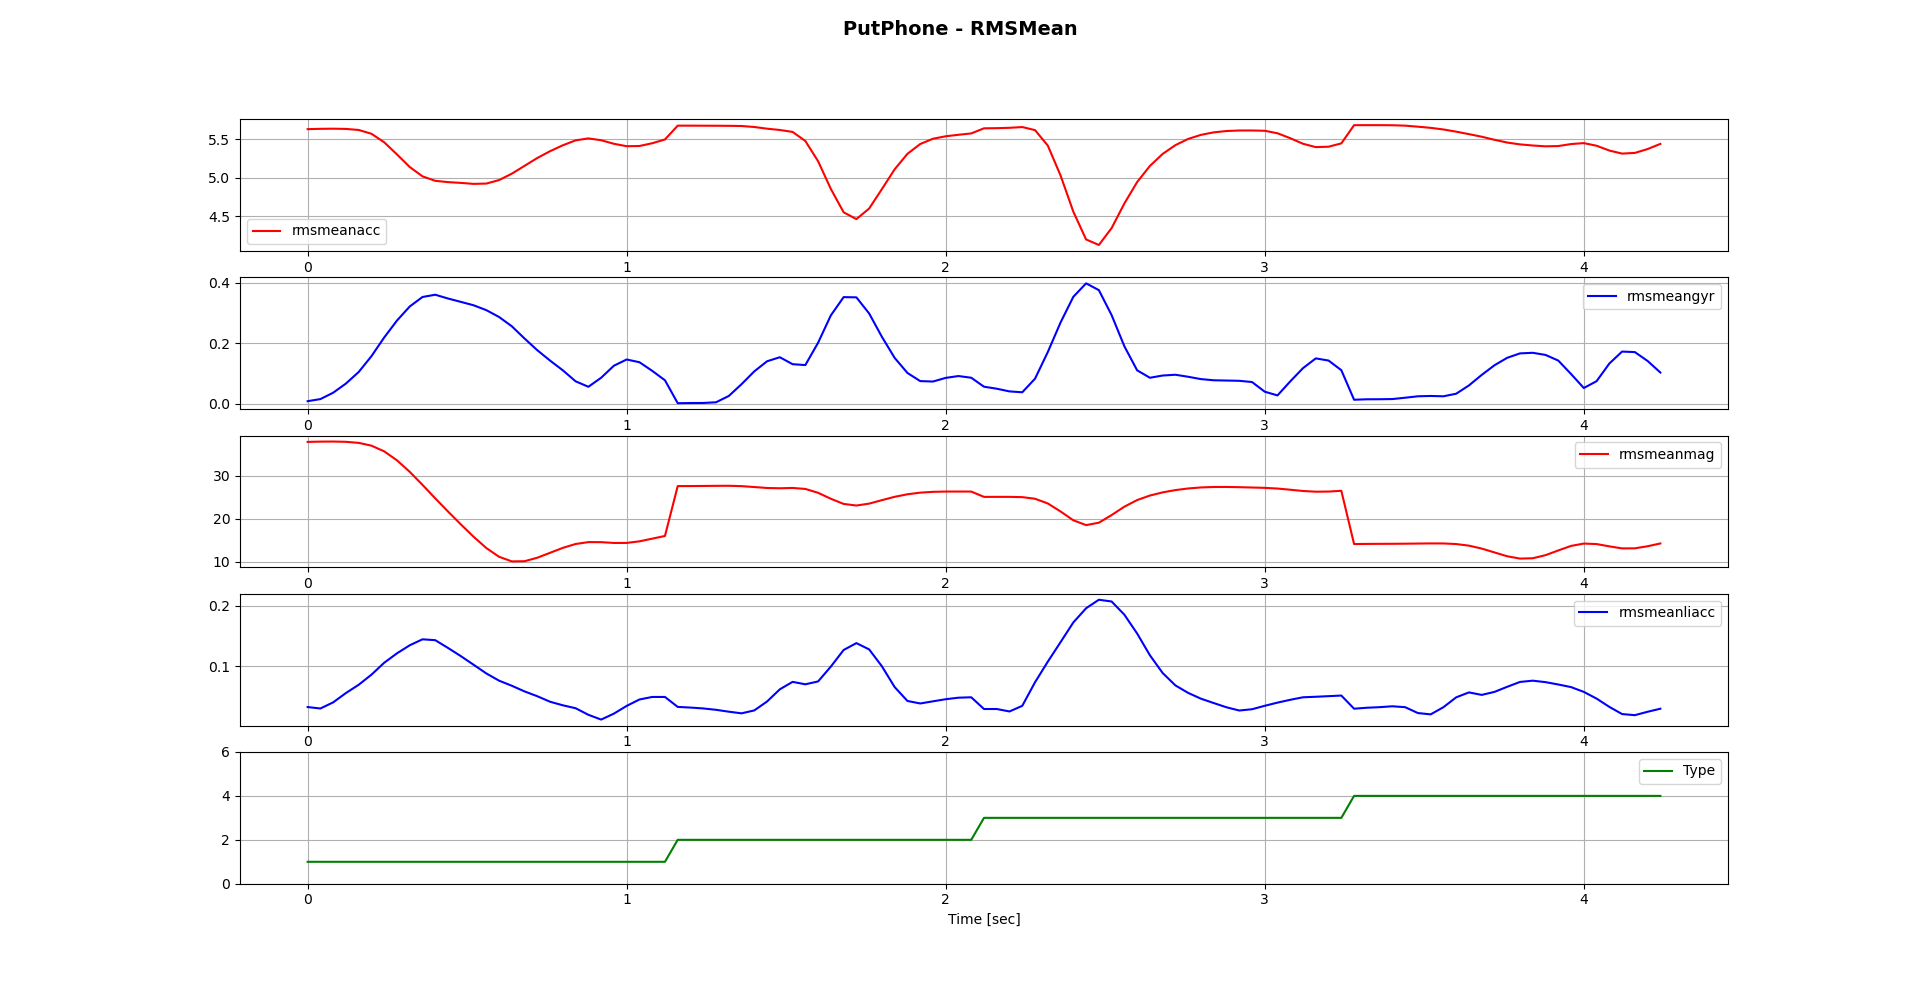 PutPhone - RMSMean
5.5
5.0
4.5
rmsmeanacc
0 1 2 3 4
0.4
0.2
0.0
rmsmeangyr
0 1 2 3 4
30
20
10
rmsmeanmag
0 1 2 3 4
0.2
0.1
rmsmeanliacc
0 1 2 3 4
6
4
2
0
Type
0 1 2 3 4
Time [sec]